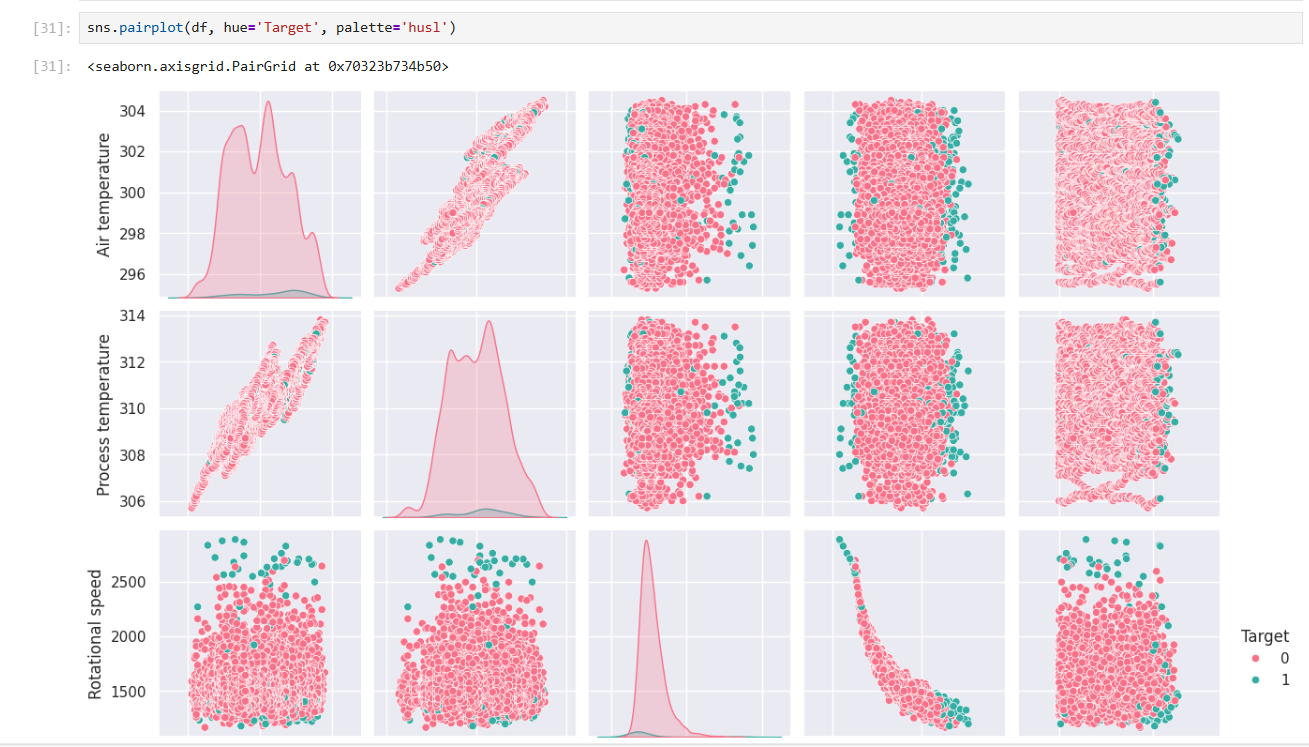 [31]: sns.pairplot(df, hue='Target', palette='husl')
[31]: <seaborn.axisgrid.PairGrid at 0x70323b734b50>
304
302
300
298
296
Air temperature
314
312
310
308
306
Process temperature
2500
2000
1500
Rotational speed
Target
0
1